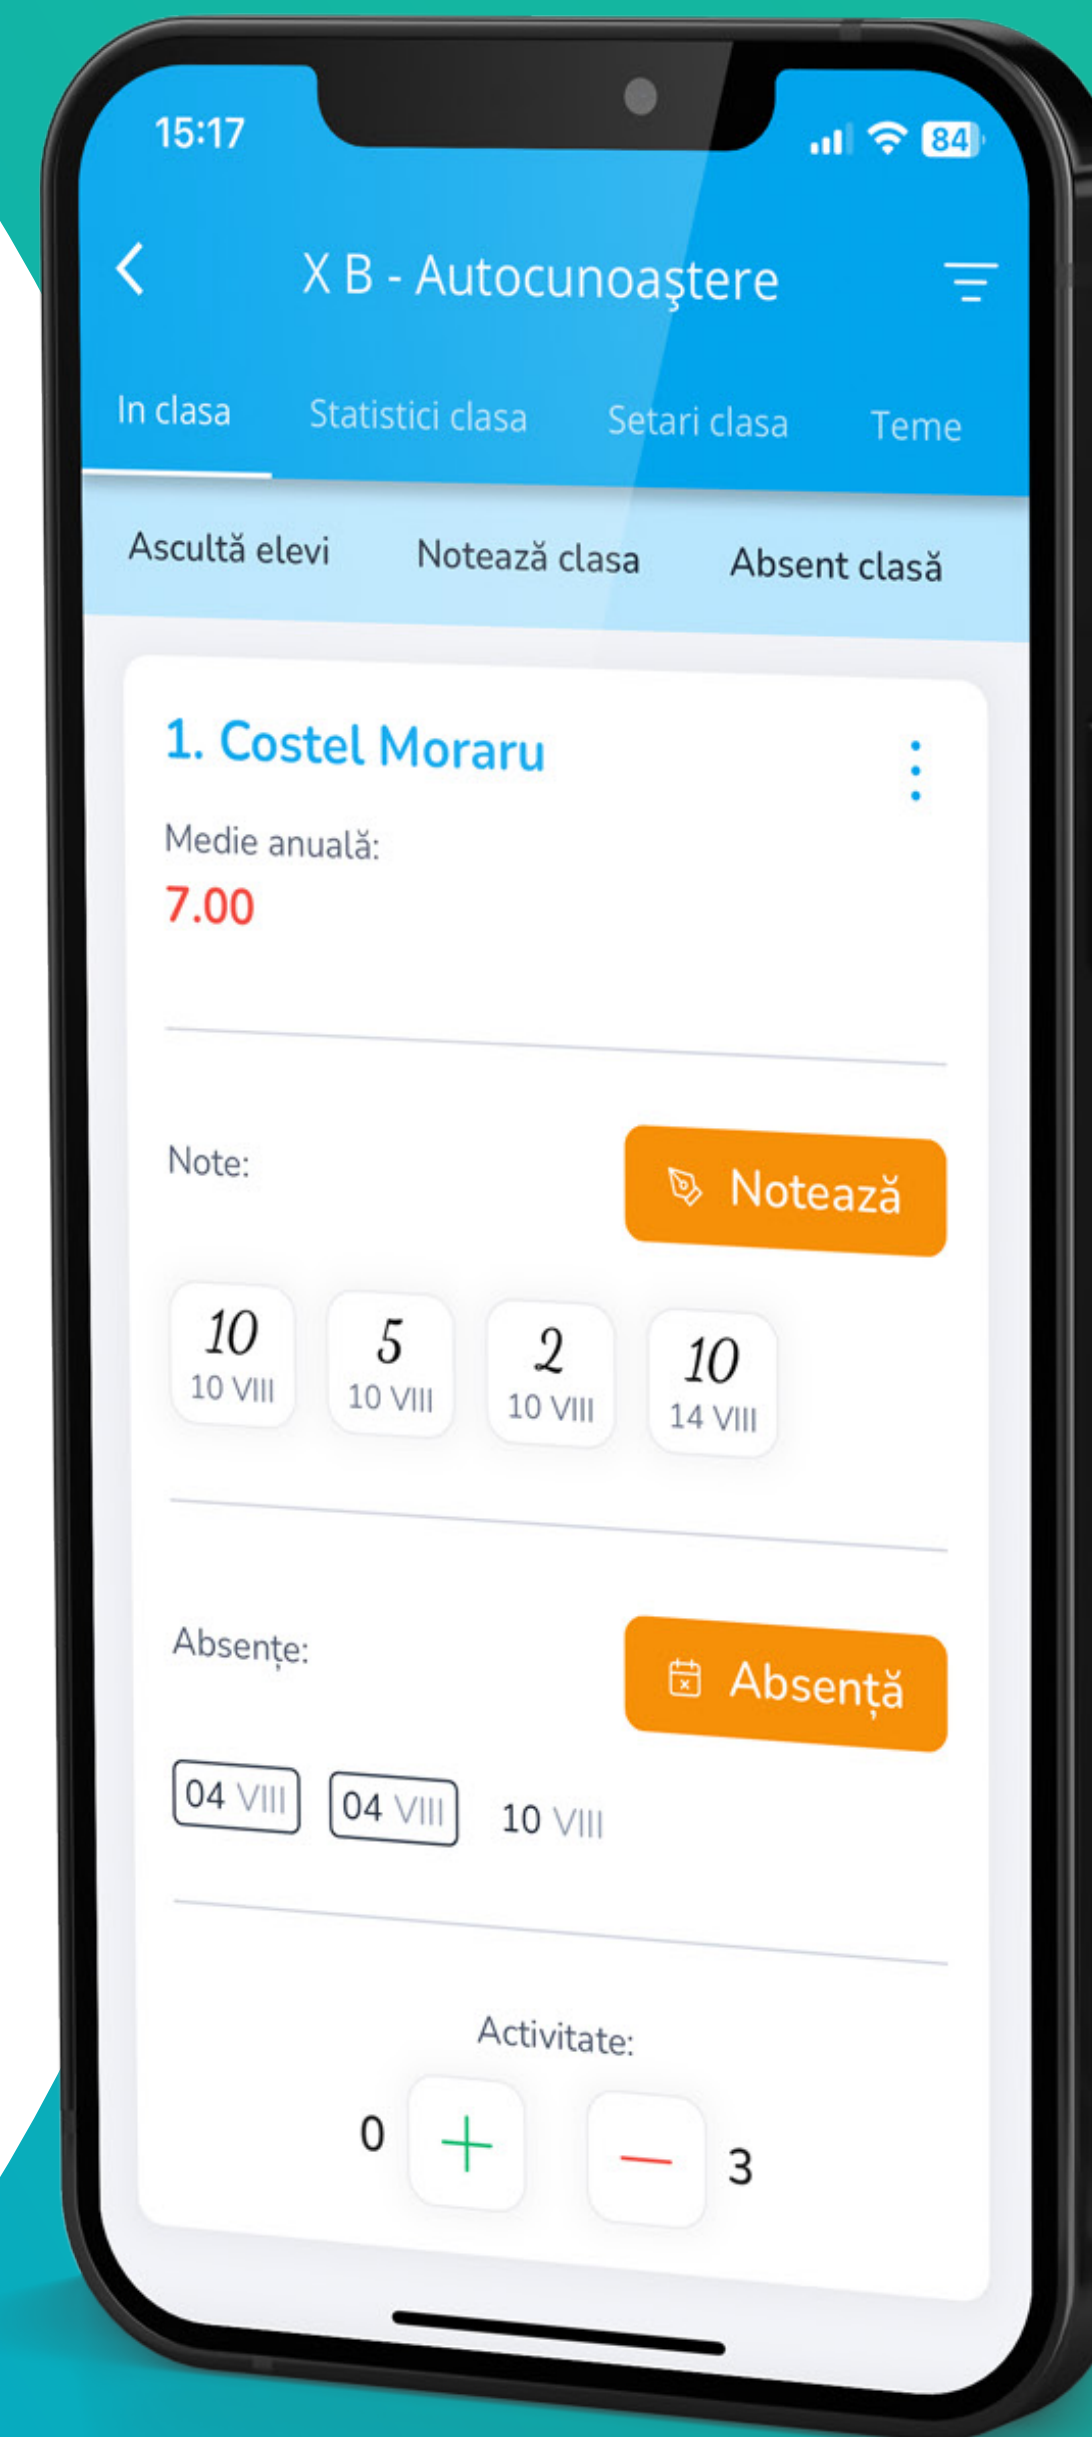 15:17 84
X B - Autocunoaştere
In clasa Statistici clasa Setari clasa Teme
Ascultă elevi Notează clasa Absent clasă
1. Costel Moraru
Medie anuală:
7.00
Note: Notează
10 5 2 10
10 VIII 10 VIII 10 VIII 14 VIII
Absențe: Absență
04 VIII 04 VIII 10 VIII
Activitate:
0 + − 3